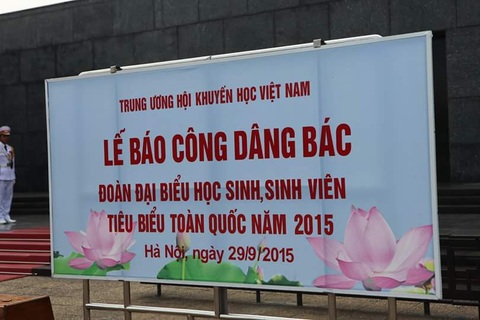 TRUNG ƯƠNG HỘI KHUYẾN HỌC VIỆT NAM
LỄ BÁO CÔNG DÂNG BÁC
ĐOÀN ĐẠI BIỂU HỌC SINH,SINH VIÊN
TIÊU BIỂU TOÀN QUỐC NĂM 2015
Hà Nội, ngày 29/9/2015